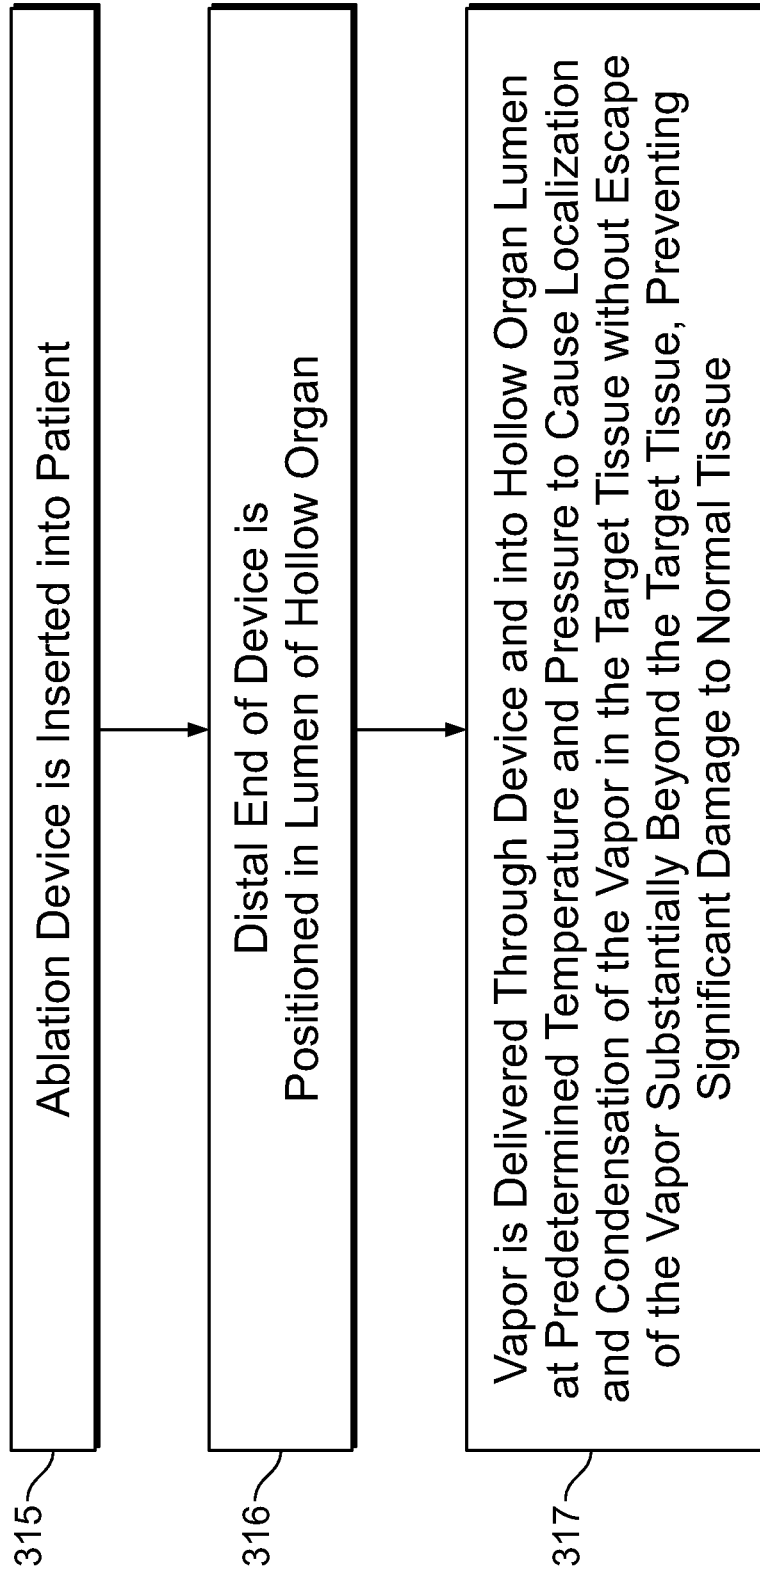 315
Ablation Device is Inserted into Patient
316
Distal End of Device is
Positioned in Lumen of Hollow Organ
317
Vapor is Delivered Through Device and into Hollow Organ Lumen
at Predetermined Temperature and Pressure to Cause Localization
and Condensation of the Vapor in the Target Tissue without Escape
of the Vapor Substantially Beyond the Target Tissue, Preventing
Significant Damage to Normal Tissue